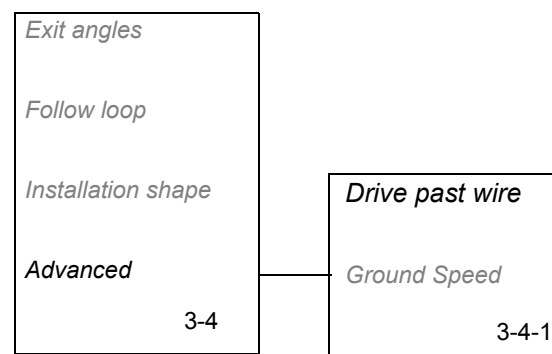 Exit angles
Follow loop
Installation shape
Advanced
3-4
Drive past wire
Ground Speed
3-4-1